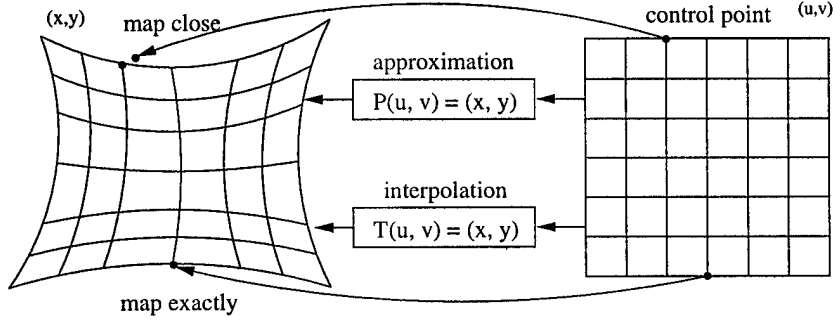 (x,y)
map close
control point
(u,v)
approximation
P(u, v) = (x, y)
interpolation
T(u, v) = (x, y)
map exactly